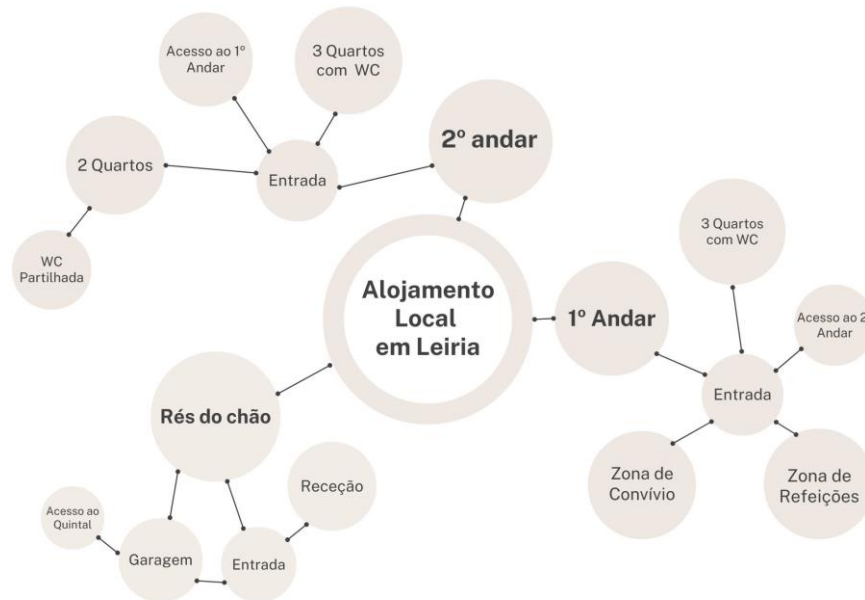 Acesso ao 1º
Andar
3 Quartos
com WC
2º andar
2 Quartos
Entrada
WC
Partilhada
3 Quartos
com WC
Alojamento
Local
em Leiria
1º Andar
Acesso ao 2
Andar
Entrada
Rés do chão
Zona de
Convívio
Zona de
Refeições
Receção
Acesso ao
Quintal
Garagem
Entrada